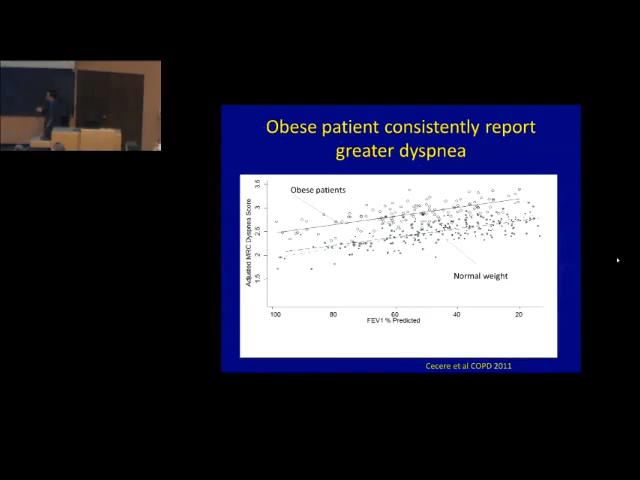 Obese patient consistently report
greater dyspnea
Obese patients
Adjusted MRC Dyspnea Score
3.6
3
2.5
2
1.5
Normal weight
100
80
60
40
20
FEV1 % Predicted
Cecere et al COPD 2011